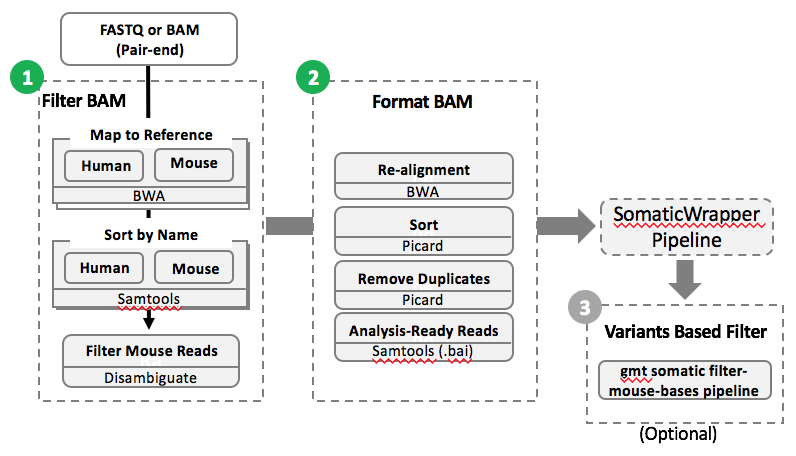 FASTQ or BAM
(Pair-end)
1
Filter BAM
Map to Reference
Human
Mouse
BWA
Sort by Name
Human
Mouse
Samtools
Filter Mouse Reads
Disambiguate
2
Format BAM
Re-alignment
BWA
Sort
Picard
Remove Duplicates
Picard
Analysis-Ready Reads
Samtools (.bai)
SomaticWrapper
Pipeline
3
Variants Based Filter
gmt somatic filter-
mouse-bases pipeline
(Optional)